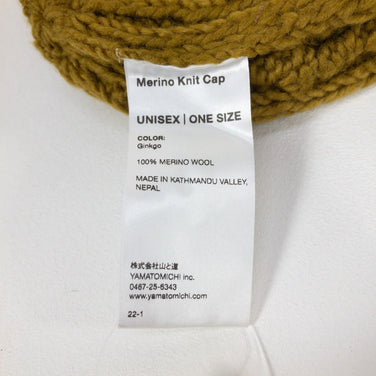 Merino Knit Cap
UNISEX | ONE SIZE
COLOR:
Ginkgo
100% MERINO WOOL
MADE IN KATHMANDU VALLEY,
NEPAL
株式会社山と道
YAMATOMICHI inc.
0467-25-6343
www.yamatomichi.com
22-1